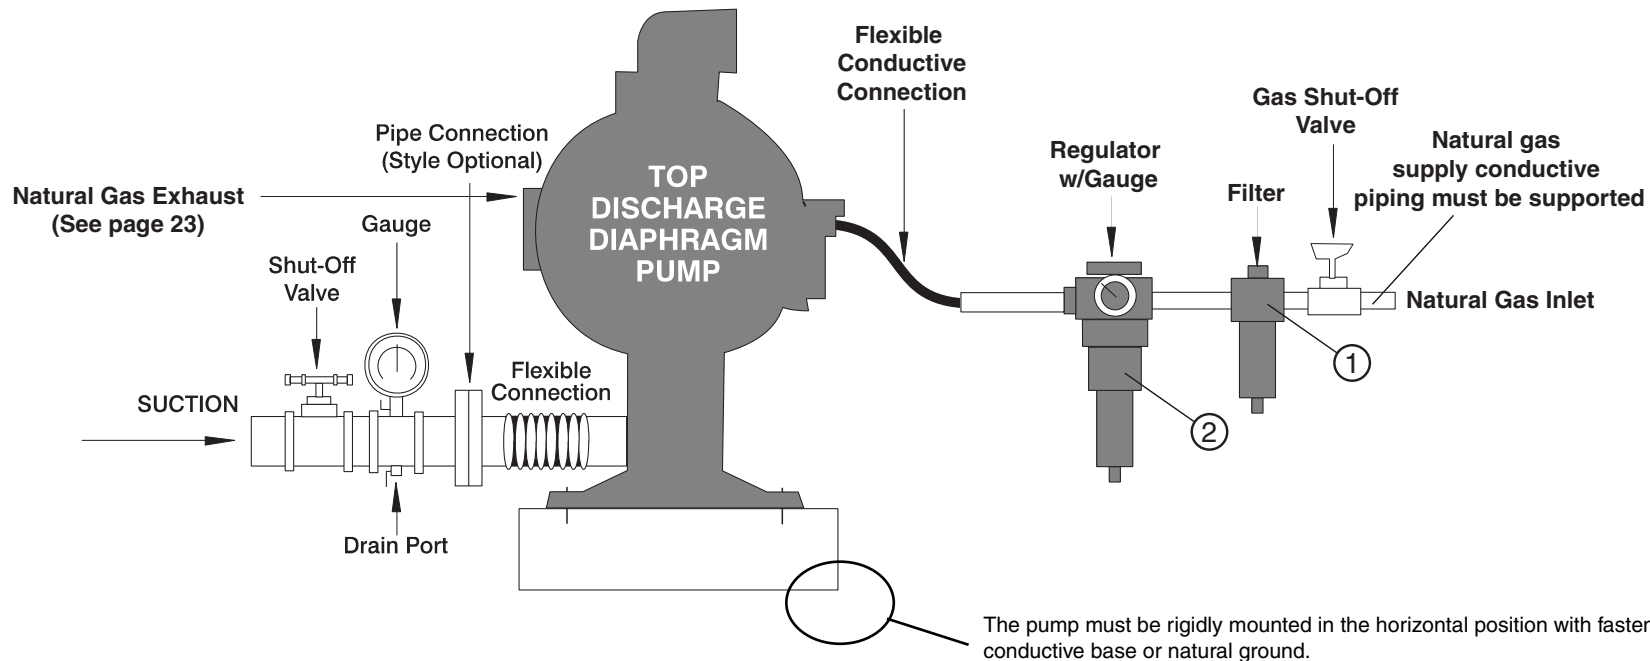 Flexible
Conductive
Connection
Gas Shut-Off
Valve
Pipe Connection
(Style Optional)
Regulator
w/Gauge
Natural gas
supply conductive
piping must be supported
TOP
DISCHARGE
DIAPHRAGM
PUMP
Natural Gas Exhaust
(See page 23)
Filter
Gauge
Shut-Off
Valve
Natural Gas Inlet
1
Flexible
Connection
SUCTION
2
Drain Port
The pump must be rigidly mounted in the horizontal position with faster
conductive base or natural ground.